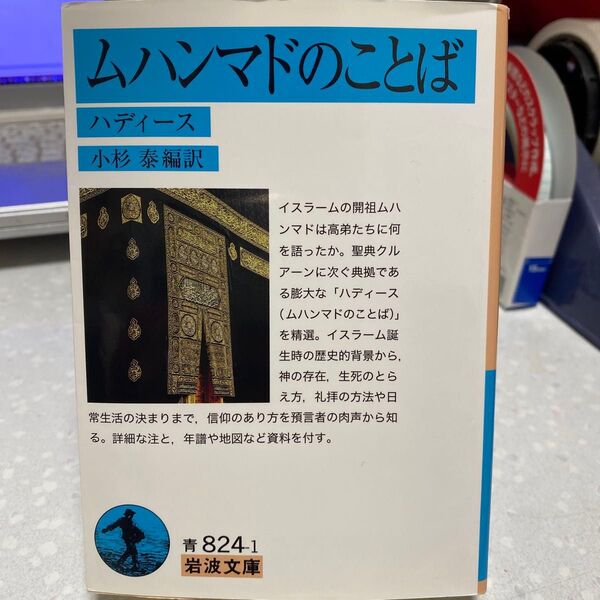 ムハンマドのことば
ハディース
小杉 泰編訳
イスラームの開祖ムハ
ンマドは高弟たちに何
を語ったか。聖典クル
アーンに次ぐ典拠であ
る膨大な「ハディース
(ムハンマドのことば)」
を精選。イスラーム誕
生時の歴史的背景から,
神の存在,生死のとら
え方,礼拝の方法や日
常生活の決まりまで,信仰のあり方を預言者の肉声から知
る。詳細な注と,年譜や地図など資料を付す。
青 824-1
岩波文庫